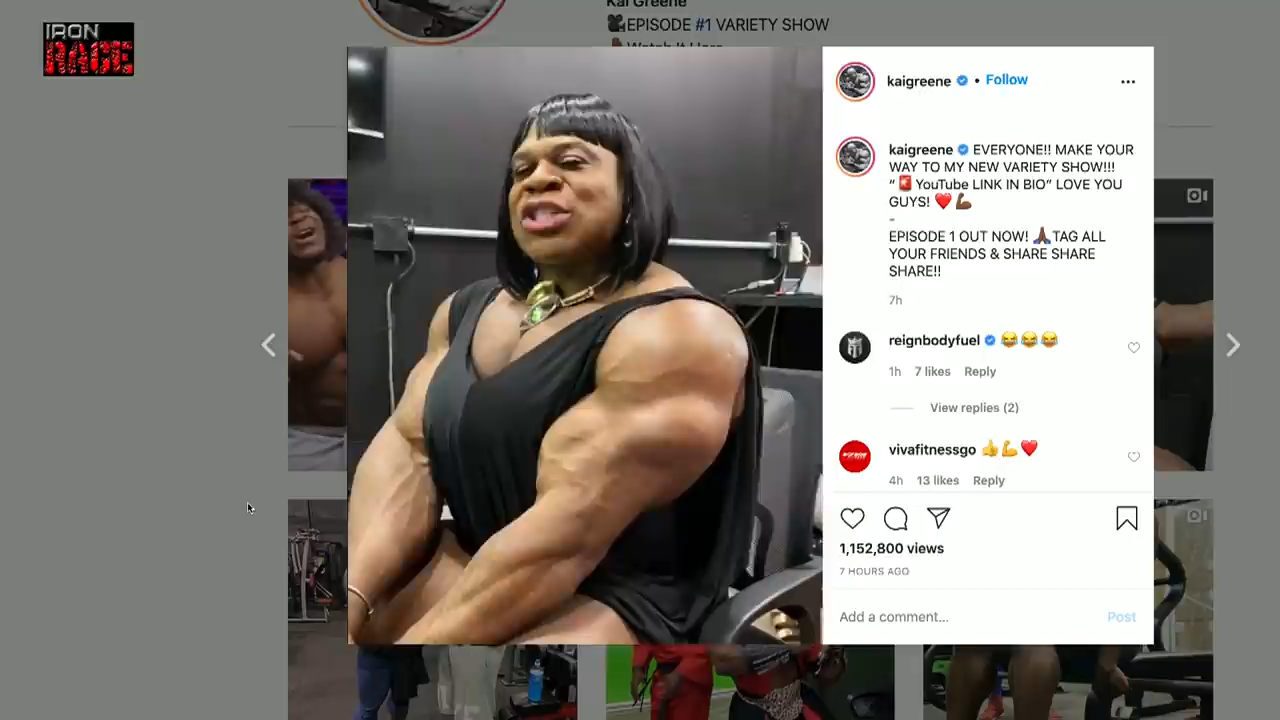 IRON
RAGE
Kai Greene
EPISODE #1 VARIETY SHOW
Watch It Here
kaigreene • Follow
kaigreene EVERYONE!! MAKE YOUR
WAY TO MY NEW VARIETY SHOW!!!
“🚨 YouTube LINK IN BIO” LOVE YOU
GUYS! ❤️💪🏿
-
EPISODE 1 OUT NOW! 🙏🏿TAG ALL
YOUR FRIENDS & SHARE SHARE
SHARE!!
7h
reignbodyfuel 😂😂😂
1h 7 likes Reply
View replies (2)
vivafitnessgo 👍💪❤️
4h 13 likes Reply
1,152,800 views
7 HOURS AGO
Add a comment... Post